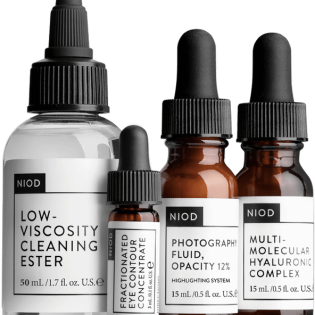 NIOD
LOW-
VISCOSITY
CLEANING
ESTER
50 mL /1.7 fl. oz. U.S.℮
NIOD
FRACTIONATED
EYE CONTOUR
CONCENTRATE
NIOD
PHOTOGRAPHY
FLUID,
OPACITY 12%
HIGHLIGHTING SYSTEM
15 mL /0.5 fl. oz. U.S.℮
NIOD
MULTI-
MOLECULAR
HYALURONIC
COMPLEX
15 mL /0.5 fl. oz. U.S.℮